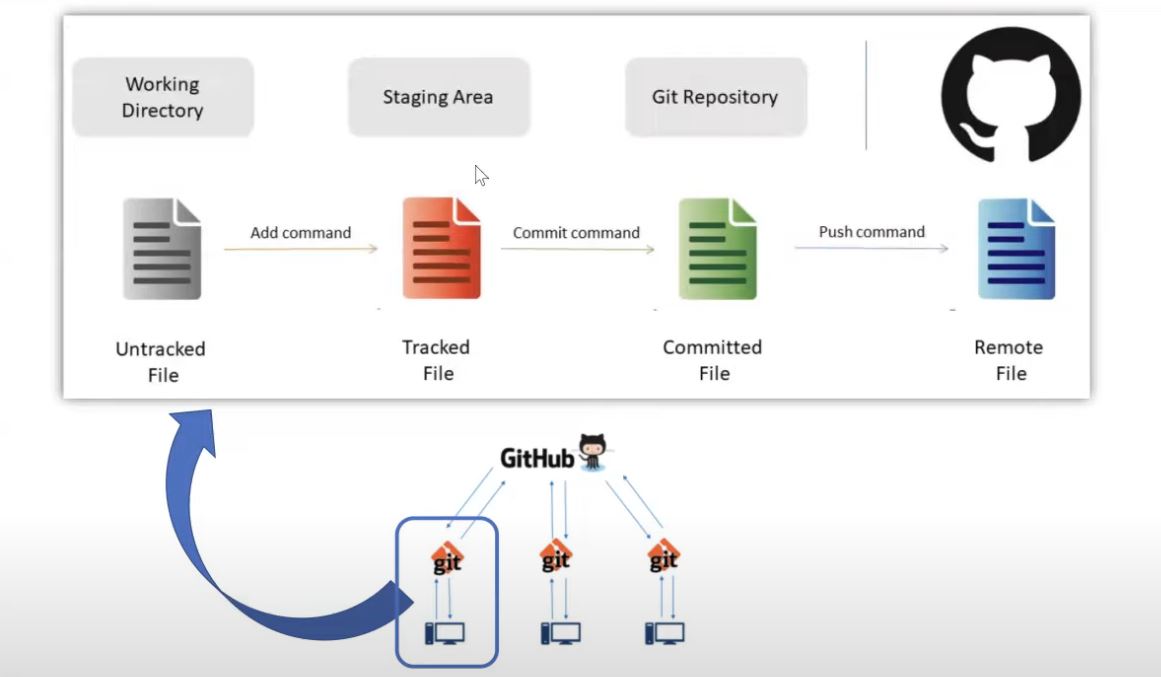 Working
Directory
Staging Area
Git Repository
Add command
Commit command
Push command
Untracked
File
Tracked
File
Committed
File
Remote
File
GitHub
git
git
git